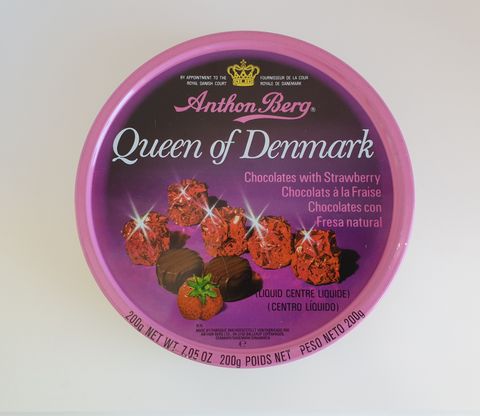 BY APPOINTMENT TO THE
ROYAL DANISH COURT
FOURNISSEUR DE LA COUR
ROYALE DE DANEMARK
Anthon Berg®
Queen of Denmark
Chocolates with Strawberry
Chocolats à la Fraise
Chocolates con
Fresa natural
(LIQUID CENTRE LIQUIDE)
(CENTRO LÍQUIDO)
200g NET WT. 7.05 OZ 200g POIDS NET PESO NETO 200g